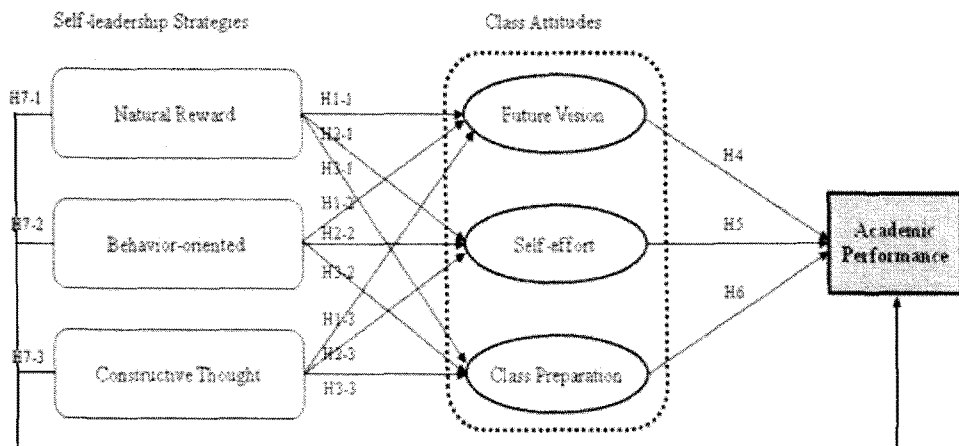 Self-leadership Strategies
Class Attitudes
H7-1
Natural Reward
H1-1
H2-1
H3-1
Future Vision
H4
H7-2
Behavior-oriented
H1-2
H2-2
H3-2
Self-effort
H5
Academic
Performance
H6
H7-3
Constructive Thought
H1-3
H2-3
H3-3
Class Preparation